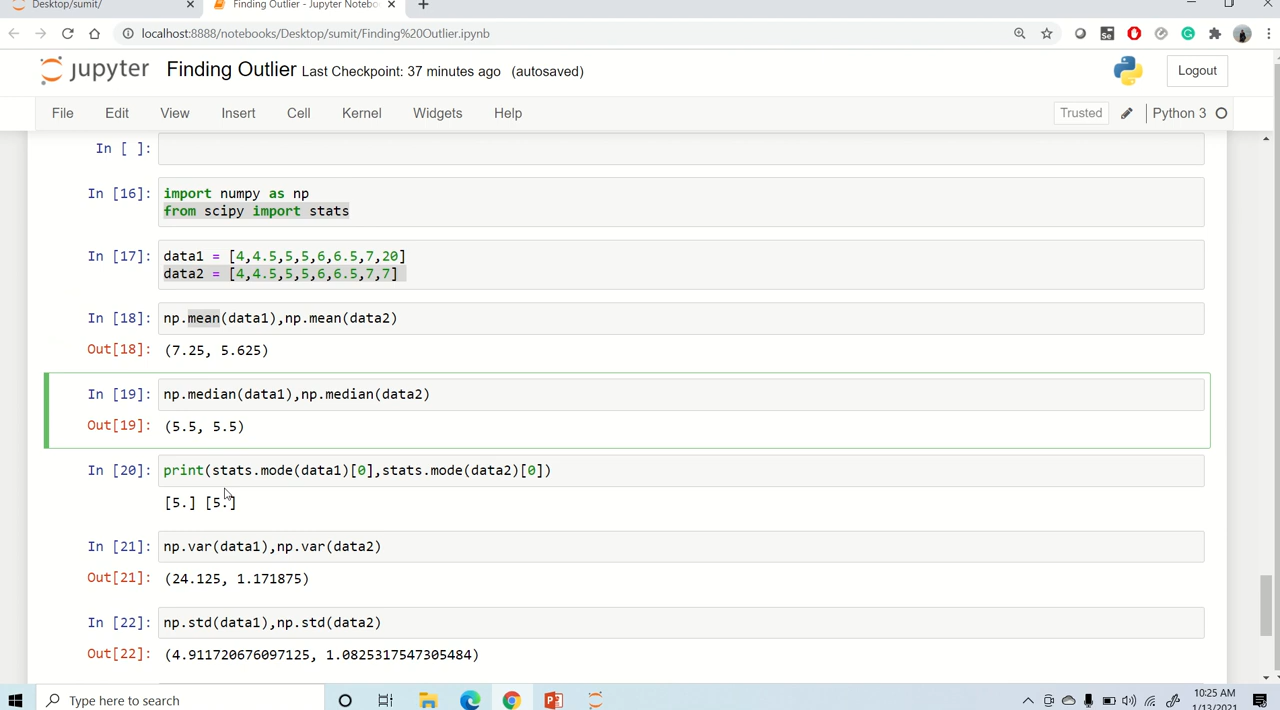 Desktop/sumit/
Finding Outlier - Jupyter Notebo
localhost:8888/notebooks/Desktop/sumit/Finding%20Outlier.ipynb
jupyter Finding Outlier Last Checkpoint: 37 minutes ago (autosaved)
Logout
File Edit View Insert Cell Kernel Widgets Help Trusted Python 3
In [ ]:
In [16]: import numpy as np
from scipy import stats
In [17]: data1 = [4,4.5,5,5,6,6.5,7,20]
data2 = [4,4.5,5,5,6,6.5,7,7]
In [18]: np.mean(data1),np.mean(data2)
Out[18]: (7.25, 5.625)
In [19]: np.median(data1),np.median(data2)
Out[19]: (5.5, 5.5)
In [20]: print(stats.mode(data1)[0],stats.mode(data2)[0])
[5.] [5.]
In [21]: np.var(data1),np.var(data2)
Out[21]: (24.125, 1.171875)
In [22]: np.std(data1),np.std(data2)
Out[22]: (4.911720676097125, 1.0825317547305484)
Type here to search
10:25 AM
1/13/2021